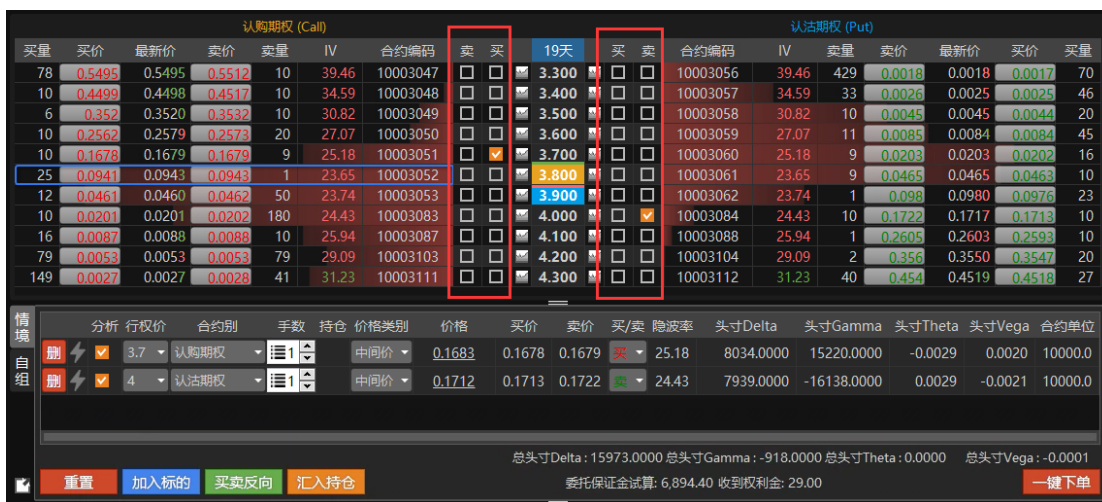 认购期权 (Call) 认沽期权 (Put)
买量 买价 最新价 卖价 卖量 IV 合约编码 卖 买 19天 买 卖 合约编码 IV 卖量 卖价 最新价 买价 买量
78 0.5495 0.5495 0.5512 10 39.46 10003047 3.300 10003056 39.46 429 0.0018 0.0018 0.0017 70
10 0.4499 0.4498 0.4517 10 34.59 10003048 3.400 10003057 34.59 33 0.0026 0.0025 0.0025 46
6 0.352 0.3520 0.3532 10 30.82 10003049 3.500 10003058 30.82 10 0.0045 0.0045 0.0044 20
10 0.2562 0.2579 0.2573 20 27.07 10003050 3.600 10003059 27.07 11 0.0085 0.0084 0.0084 45
10 0.1678 0.1679 0.1679 9 25.18 10003051 3.700 10003060 25.18 9 0.0203 0.0203 0.0202 16
25 0.0941 0.0943 0.0943 1 23.65 10003052 3.800 10003061 23.65 9 0.0465 0.0465 0.0463 10
12 0.0461 0.0460 0.0462 50 23.74 10003053 3.900 10003062 23.74 1 0.098 0.0980 0.0976 23
10 0.0201 0.0201 0.0202 180 24.43 10003083 4.000 10003084 24.43 10 0.1722 0.1717 0.1713 10
16 0.0087 0.0088 0.0088 10 25.94 10003087 4.100 10003088 25.94 1 0.2605 0.2603 0.2593 10
79 0.0053 0.0053 0.0053 79 29.09 10003103 4.200 10003104 29.09 2 0.356 0.3550 0.3547 20
149 0.0027 0.0027 0.0028 41 31.23 10003111 4.300 10003112 31.23 40 0.454 0.4519 0.4518 27
情境
自组
分析 行权价 合约别 手数 持仓 价格类别 价格 买价 卖价 买/卖 隐波率 头寸Delta 头寸Gamma 头寸Theta 头寸Vega 合约单位
删 3.7 认购期权 1 中间价 0.1683 0.1678 0.1679 买 25.18 8034.0000 15220.0000 -0.0029 0.0020 10000.0
删 4 认沽期权 1 中间价 0.1712 0.1713 0.1722 卖 24.43 7939.0000 -16138.0000 0.0029 -0.0021 10000.0
总头寸Delta : 15973.0000 总头寸Gamma : -918.0000 总头寸Theta : 0.0000 总头寸Vega : -0.0001
重置 加入标的 买卖反向 汇入持仓 委托保证金试算: 6,894.40 收到权利金: 29.00 一键下单